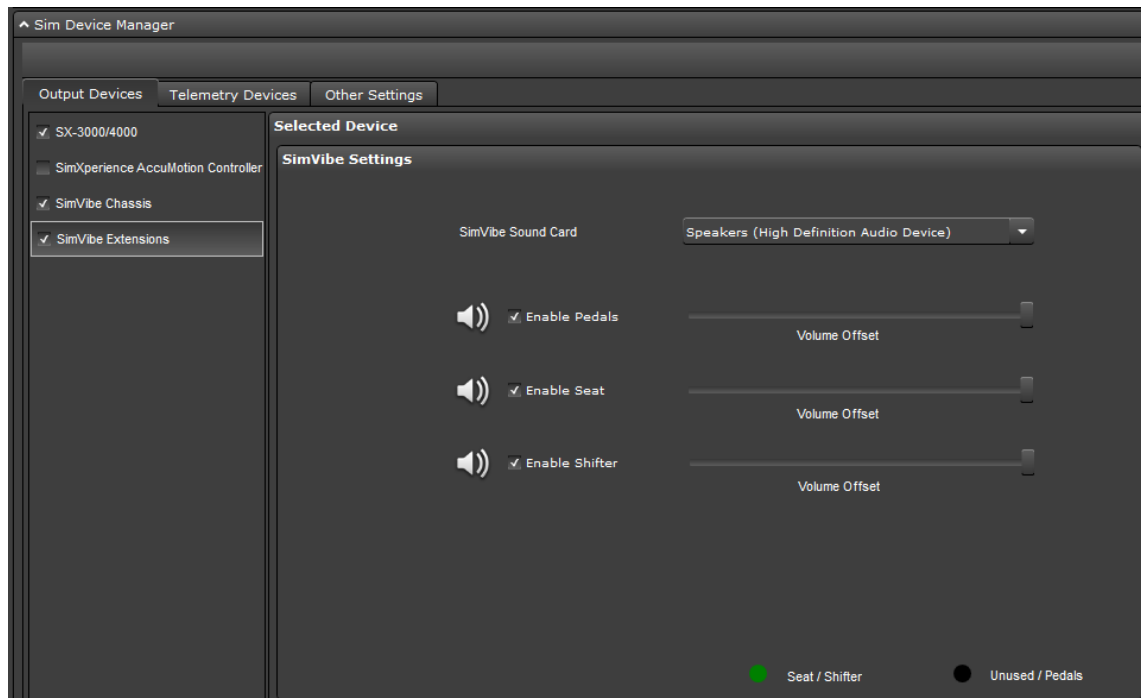 Sim Device Manager
Output Devices Telemetry Devices Other Settings
SX-3000/4000
SimXperience AccuMotion Controller
SimVibe Chassis
SimVibe Extensions
Selected Device
SimVibe Settings
SimVibe Sound Card Speakers (High Definition Audio Device)
Enable Pedals
Volume Offset
Enable Seat
Volume Offset
Enable Shifter
Volume Offset
Seat / Shifter Unused / Pedals